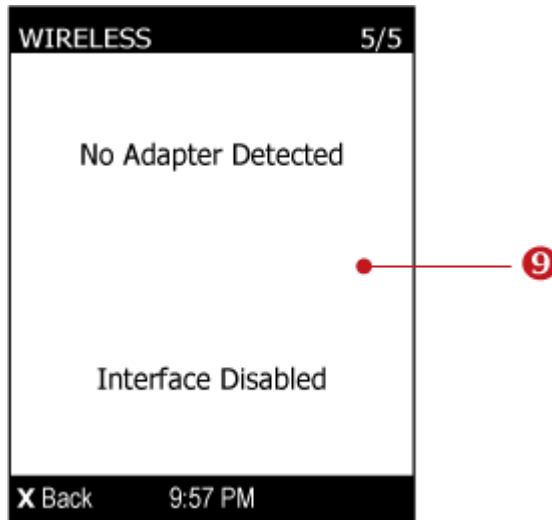 WIRELESS 5/5
No Adapter Detected
9
Interface Disabled
X Back 9:57 PM